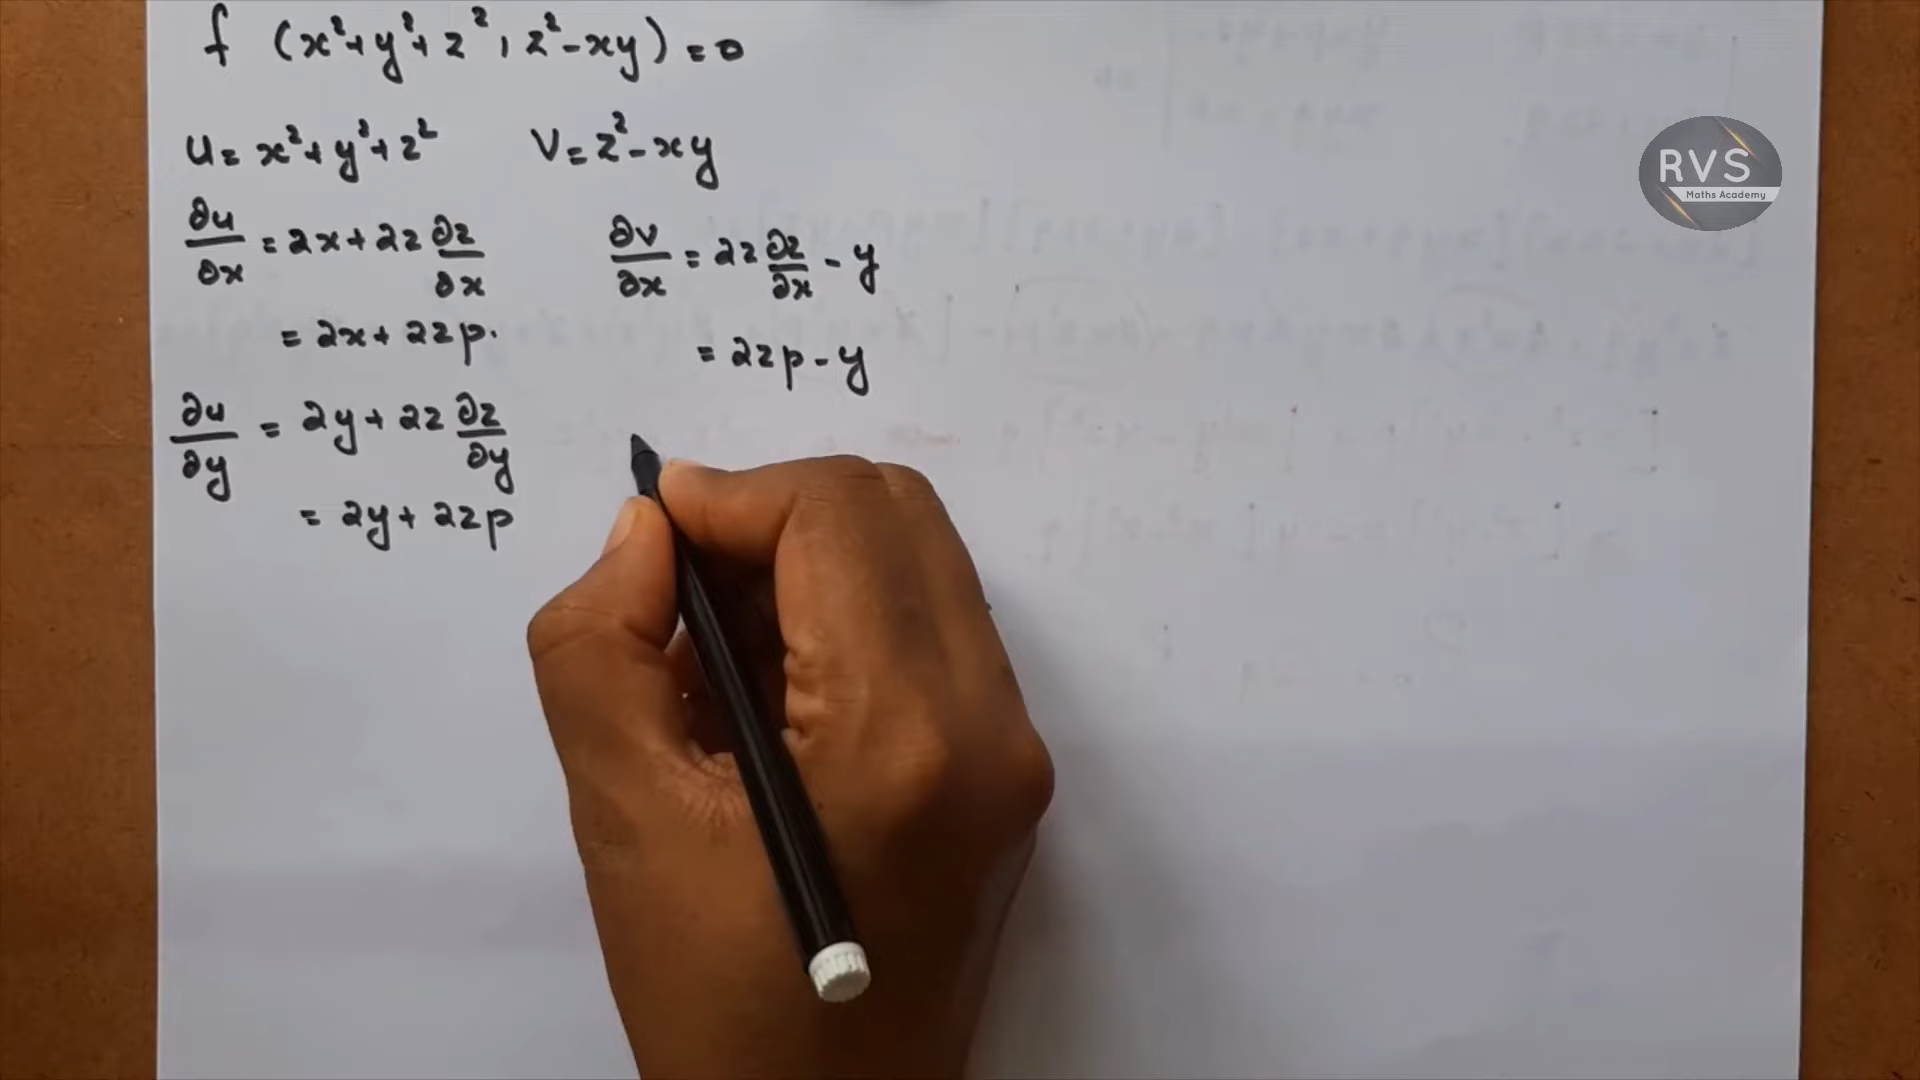 f (x²+y²+z², z²-xy) = 0
u = x²+y²+z² V = z²-xy
∂u/∂x = 2x+2z ∂z/∂x ∂v/∂x = 2z ∂z/∂x - y
= 2x+2zp. = 2zp-y
∂u/∂y = 2y+2z ∂z/∂y
= 2y+2zp
RVS
Maths Academy